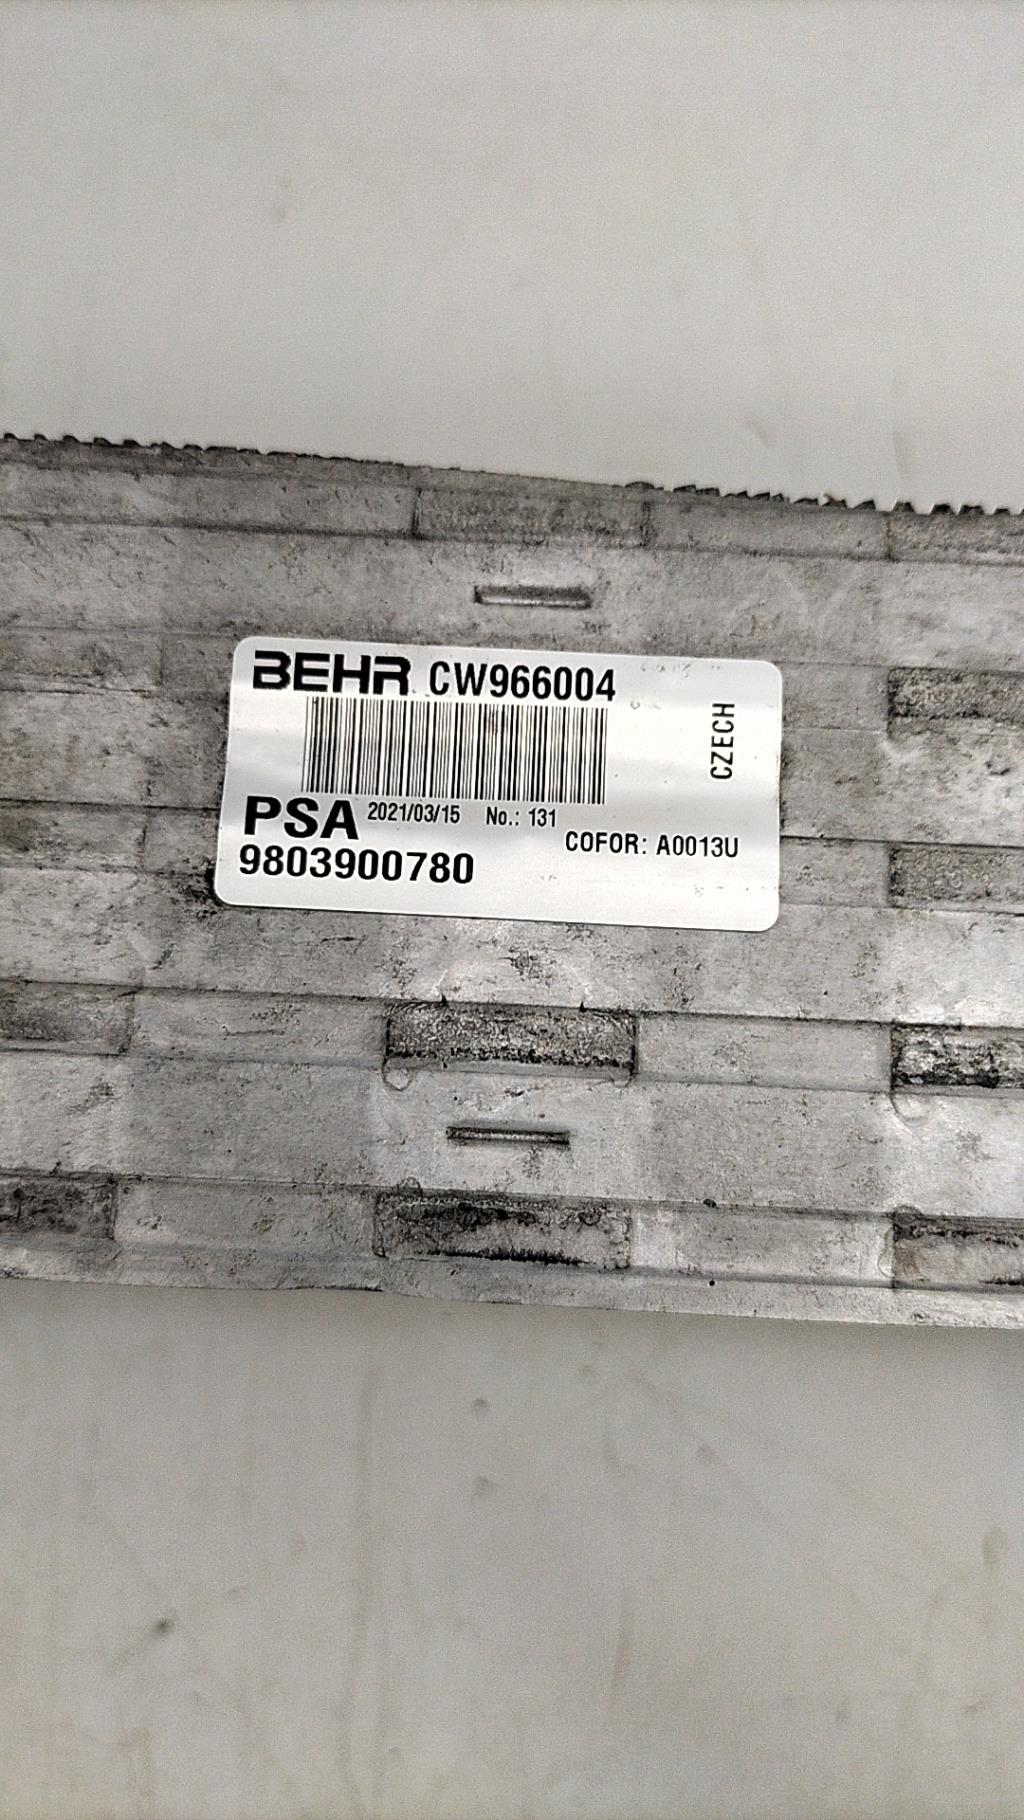 BEHR CW966004
CZECH
PSA 2021/03/15 No.: 131
COFOR: A0013U
9803900780